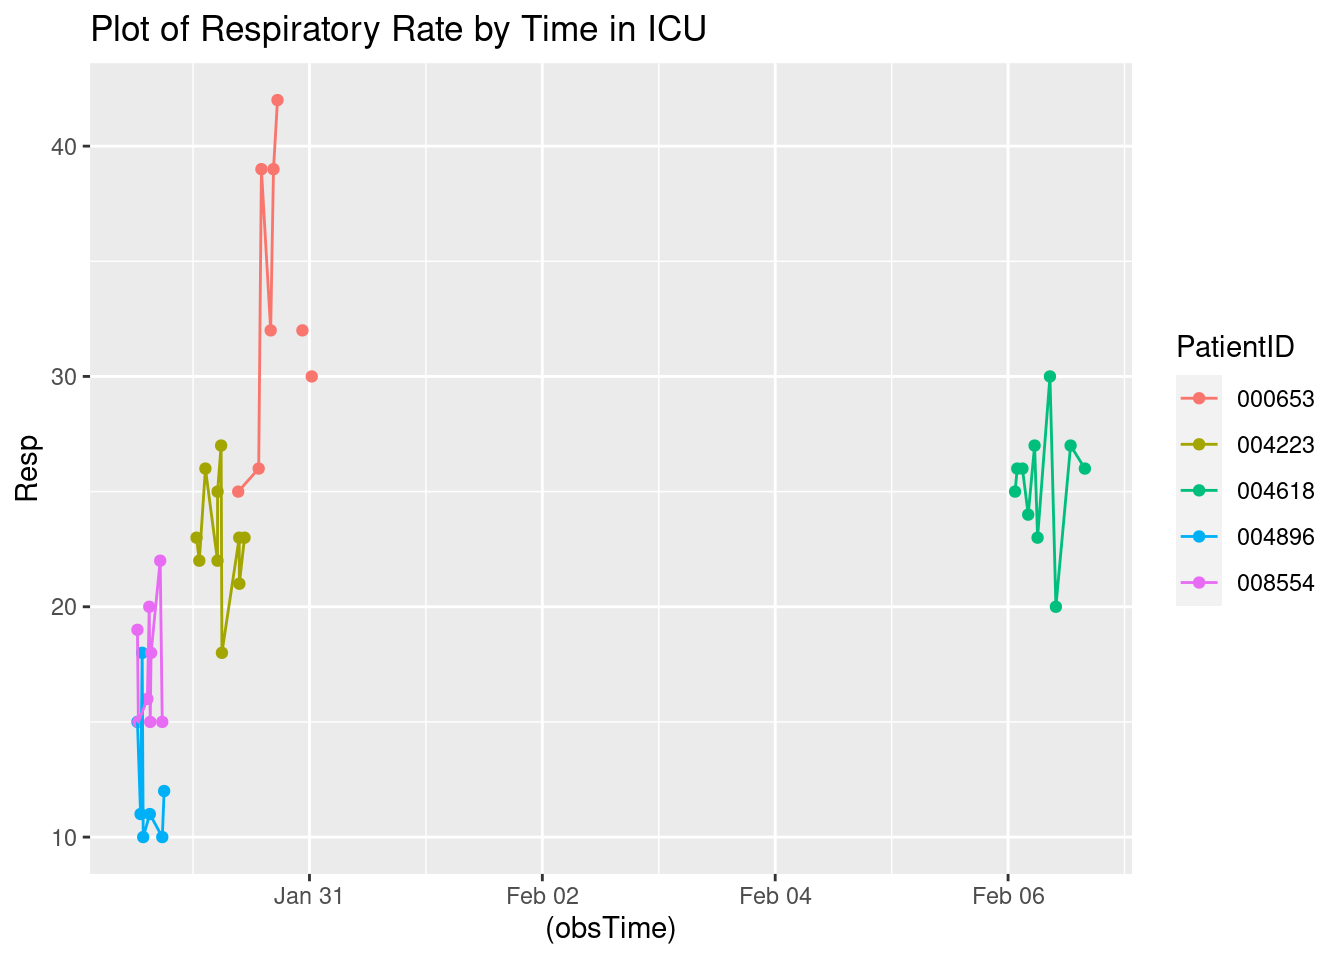 Plot of Respiratory Rate by Time in ICU
Resp
40
30
20
10
Jan 31
Feb 02
Feb 04
Feb 06
(obsTime)
PatientID
000653
004223
004618
004896
008554